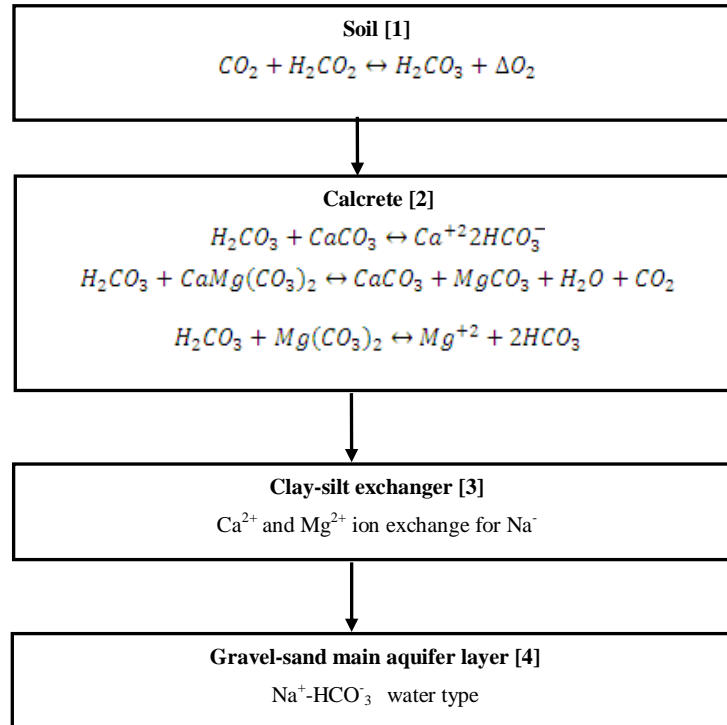 Soil [1]
CO₂ + H₂CO₂ ↔ H₂CO₃ + ΔO₂
Calcrete [2]
H₂CO₃ + CaCO₃ ↔ Ca⁺²2HCO₃⁻
H₂CO₃ + CaMg(CO₃)₂ ↔ CaCO₃ + MgCO₃ + H₂O + CO₂
H₂CO₃ + Mg(CO₃)₂ ↔ Mg⁺² + 2HCO₃
Clay-silt exchanger [3]
Ca²⁺ and Mg²⁺ ion exchange for Na⁻
Gravel-sand main aquifer layer [4]
Na⁺-HCO⁻₃ water type